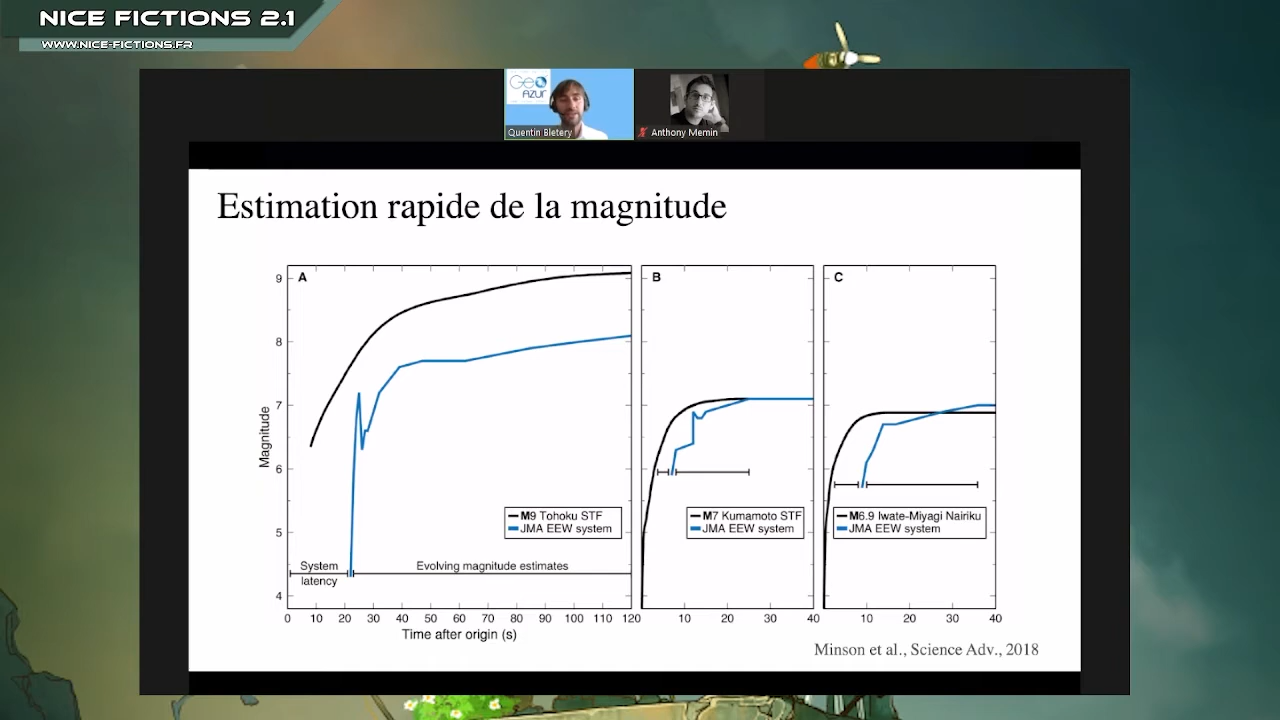 NICE FICTIONS 2.1
WWW.NICE-FICTIONS.FR
Geo
AZUR
Quentin Bletery
Anthony Memin
Estimation rapide de la magnitude
A
B
C
9
8
7
6
5
4
Magnitude
M9 Tohoku STF
JMA EEW system
M7 Kumamoto STF
JMA EEW system
M6.9 Iwate-Miyagi Nairiku
JMA EEW system
System
latency
Evolving magnitude estimates
0 10 20 30 40 50 60 70 80 90 100 110 120
10 20 30 40
10 20 30 40
Time after origin (s)
Minson et al., Science Adv., 2018